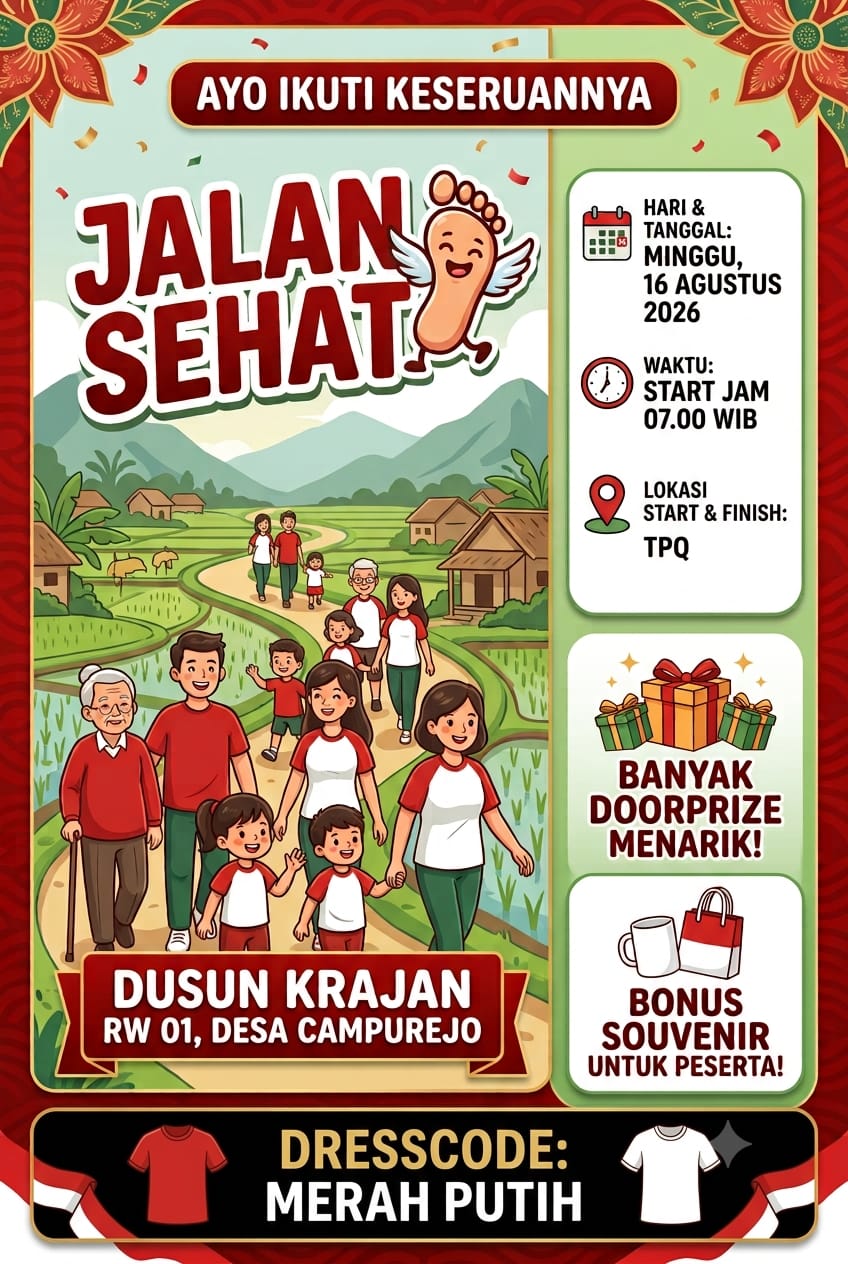 AYO IKUTI KESERUANNYA
JALAN
SEHAT
HARI &
TANGGAL:
MINGGU,
16 AGUSTUS
2026
WAKTU:
START JAM
07.00 WIB
LOKASI
START & FINISH:
TPQ
BANYAK
DOORPRIZE
MENARIK!
BONUS
SOUVENIR
UNTUK PESERTA!
DUSUN KRAJAN
RW 01, DESA CAMPUREJO
DRESSCODE:
MERAH PUTIH